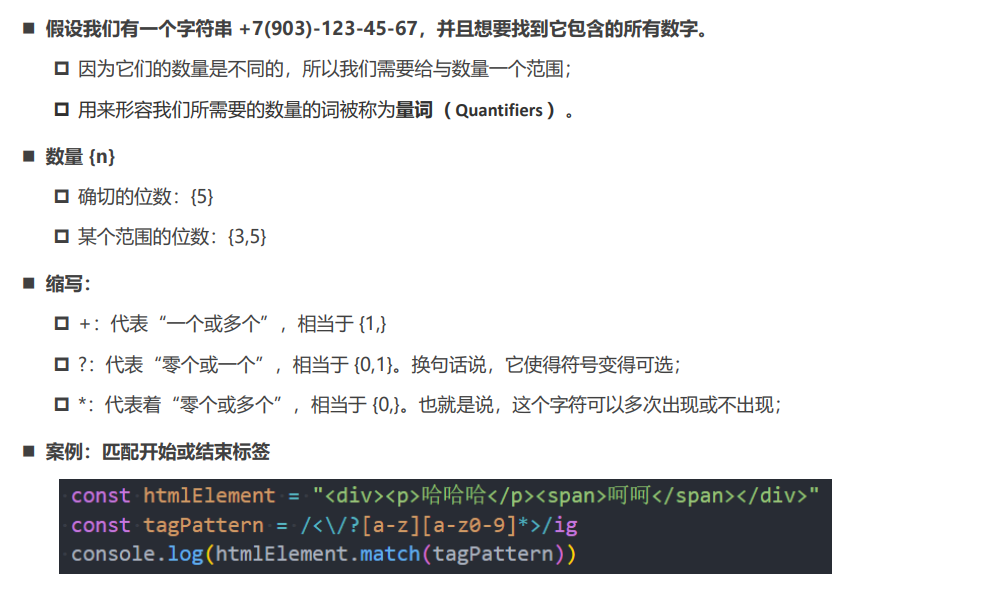 假设我们有一个字符串 +7(903)-123-45-67，并且想要找到它包含的所有数字。
因为它们的数量是不同的，所以我们需要给与数量一个范围；
用来形容我们所需要的数量的词被称为量词（ Quantifiers ）。
数量 {n}
确切的位数：{5}
某个范围的位数：{3,5}
缩写：
+：代表“一个或多个”，相当于 {1,}
?：代表“零个或一个”，相当于 {0,1}。换句话说，它使得符号变得可选；
*：代表着“零个或多个”，相当于 {0,}。也就是说，这个字符可以多次出现或不出现；
案例：匹配开始或结束标签
const htmlElement = "<div><p>哈哈哈</p><span>呵呵</span></div>"
const tagPattern = /<\/?[a-z][a-z0-9]*>/ig
console.log(htmlElement.match(tagPattern))